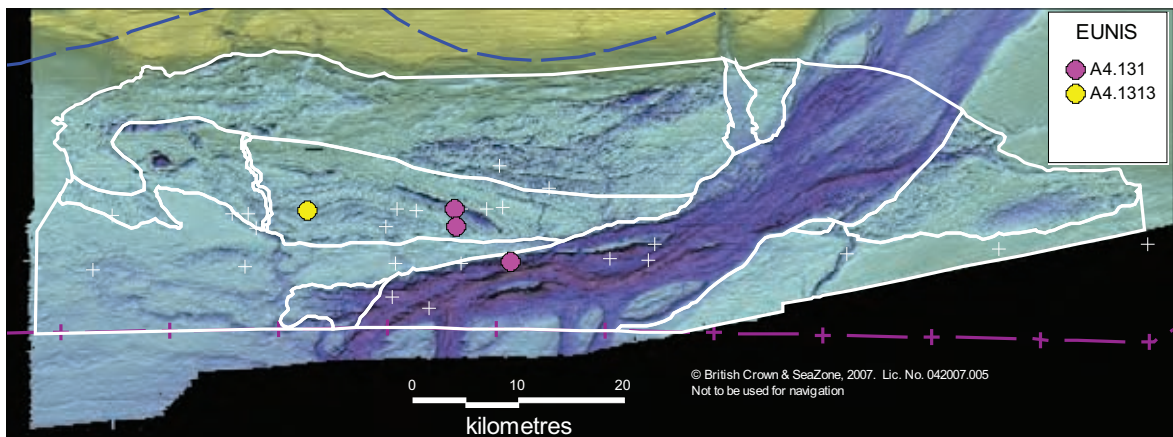 EUNIS
A4.131
A4.1313
© British Crown & SeaZone, 2007. Lic. No. 042007.005
Not to be used for navigation
0 10 20
kilometres